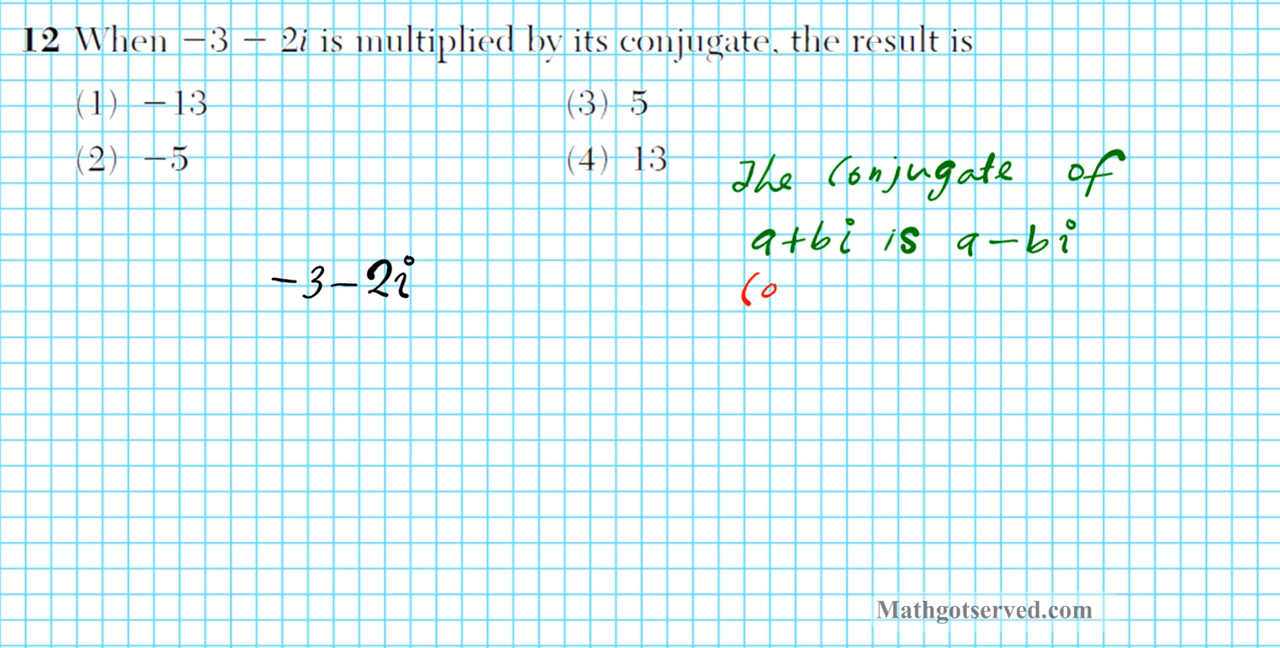 12 When −3 − 2i is multiplied by its conjugate, the result is
(1) −13
(3) 5
(2) −5
(4) 13
The conjugate of
a+bi is a−bi
−3−2i
(o
Mathgotserved.com